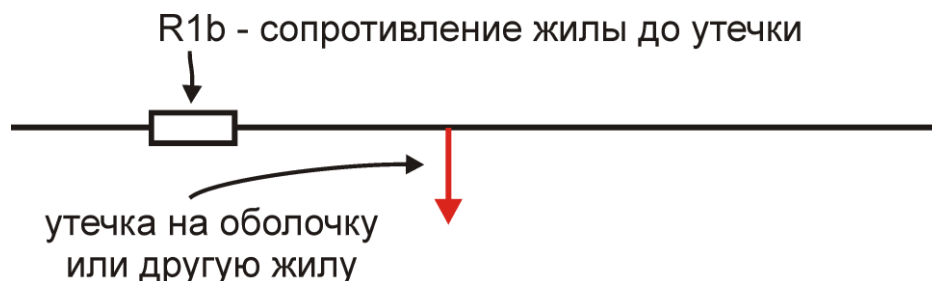 R1b - сопротивление жилы до утечки
утечка на оболочку
или другую жилу